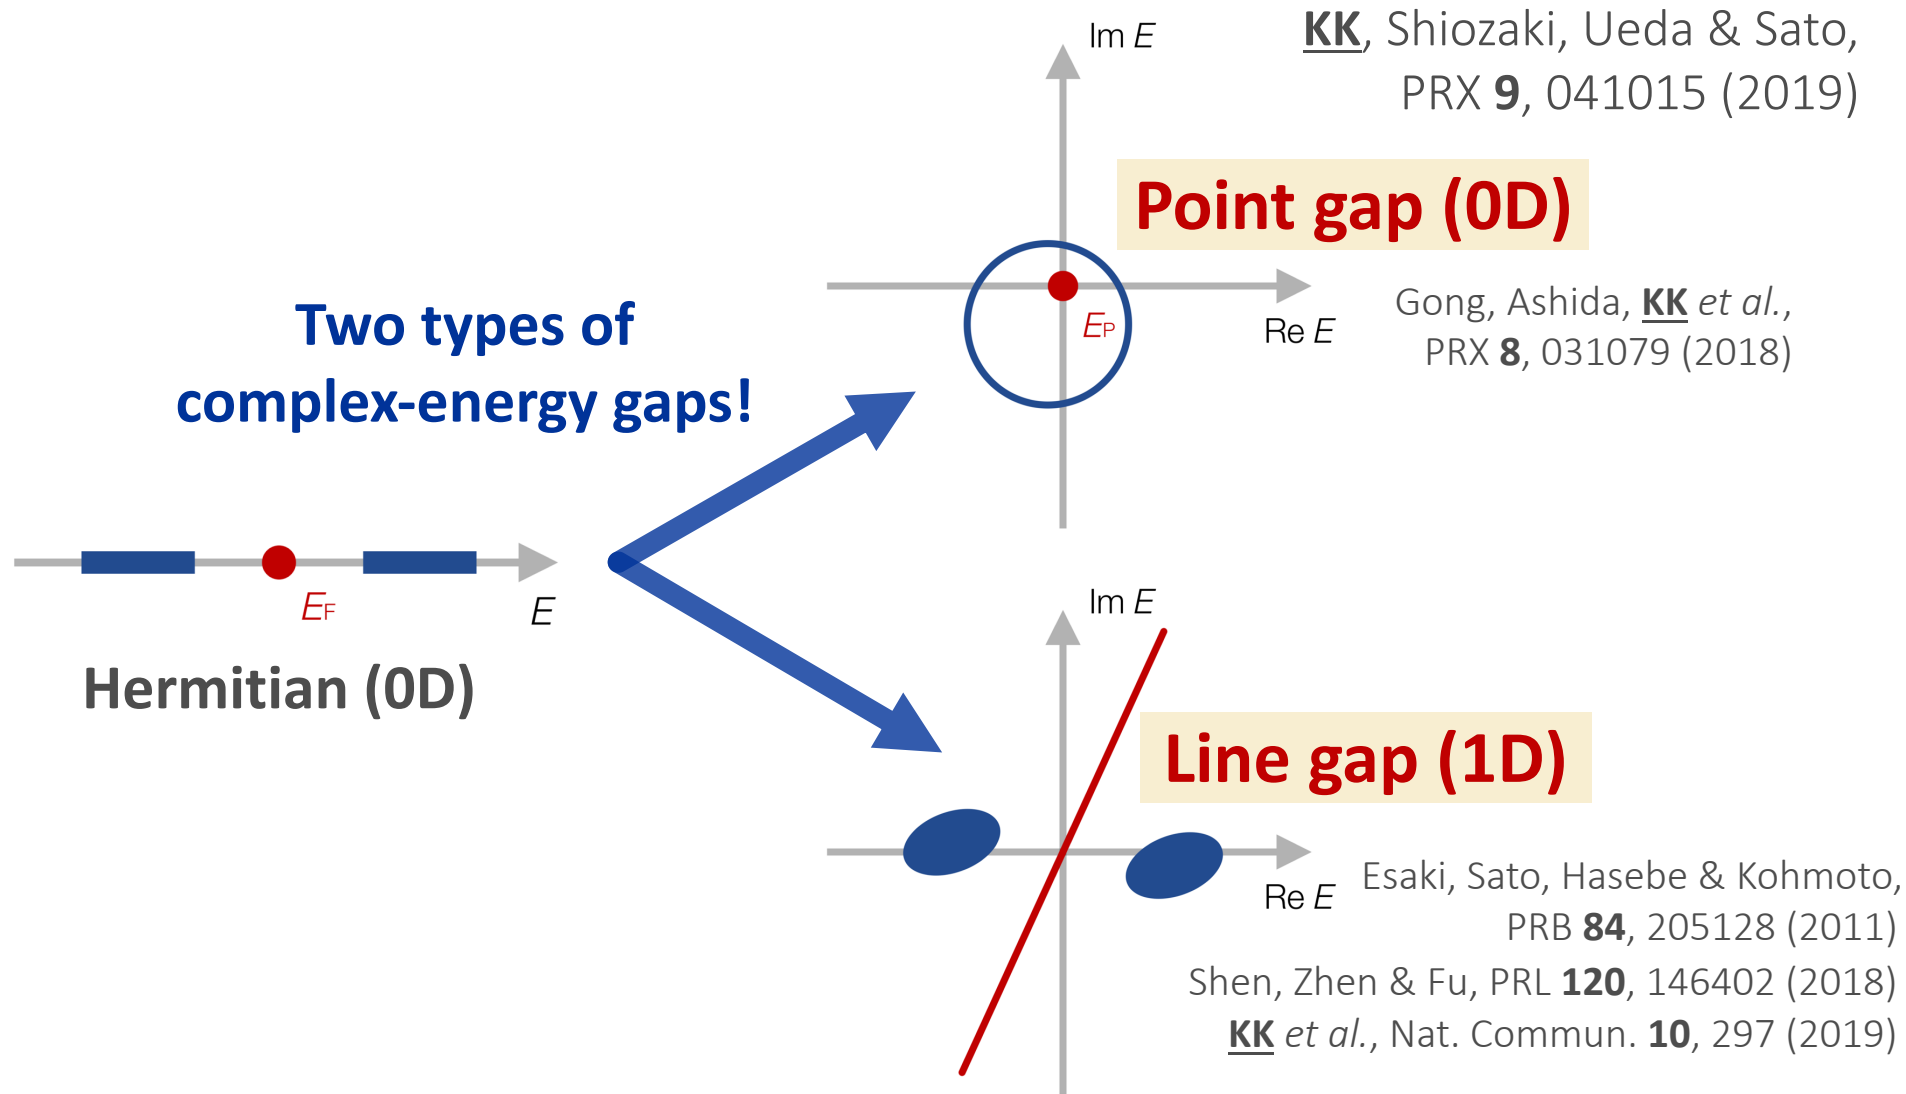 KK, Shiozaki, Ueda & Sato,
PRX 9, 041015 (2019)
Im E
Point gap (0D)
EP
Re E
Gong, Ashida, KK et al.,
PRX 8, 031079 (2018)
Two types of
complex-energy gaps!
EF
E
Hermitian (0D)
Im E
Line gap (1D)
Re E
Esaki, Sato, Hasebe & Kohmoto,
PRB 84, 205128 (2011)
Shen, Zhen & Fu, PRL 120, 146402 (2018)
KK et al., Nat. Commun. 10, 297 (2019)